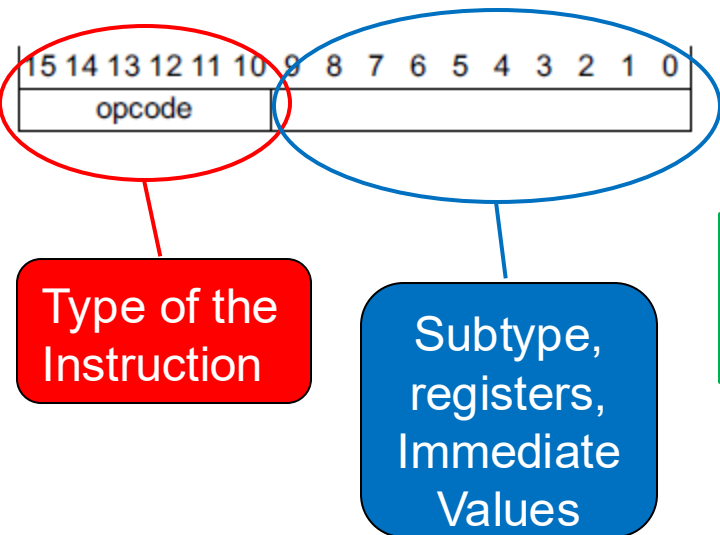 15 14 13 12 11 10 9 8 7 6 5 4 3 2 1 0
opcode
Type of the
Instruction
Subtype,
registers,
Immediate
Values